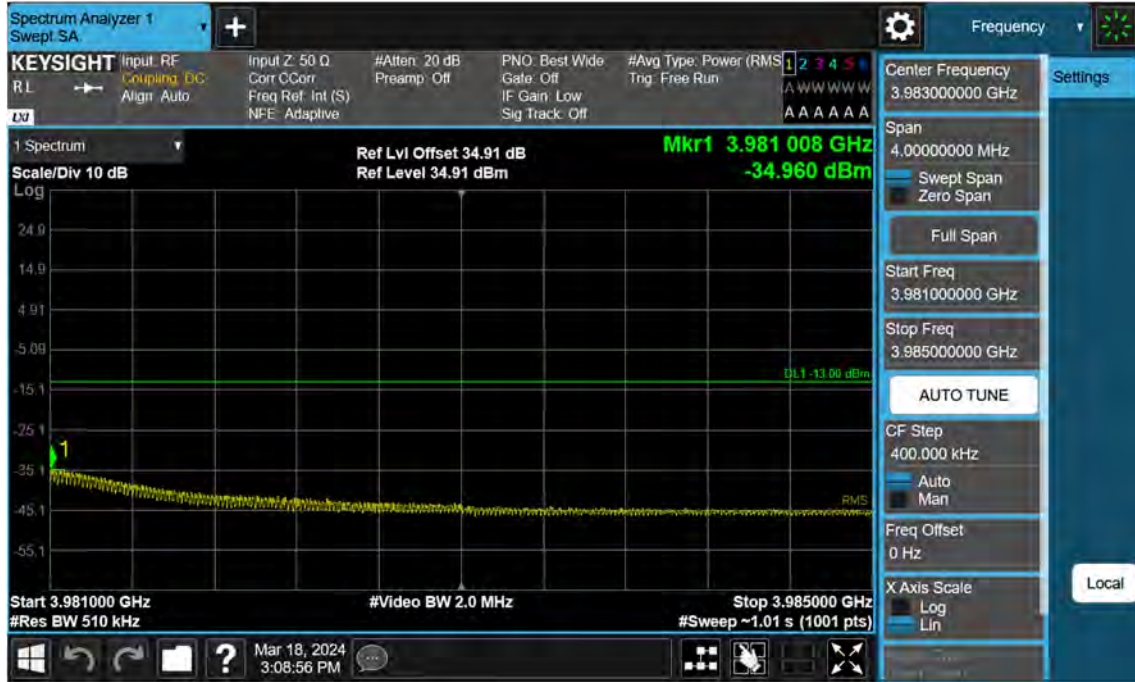 Spectrum Analyzer 1
Swept SA
+
Frequency
KEYSIGHT
RL
LXI
Input: RF
Coupling: DC
Align: Auto
Input Z: 50 Ω
Corr CCorr
Freq Ref: Int (S)
NFE: Adaptive
#Atten: 20 dB
Preamp: Off
PNO: Best Wide
Gate: Off
IF Gain: Low
Sig Track: Off
#Avg Type: Power (RMS
Trig: Free Run
1 2 3 4 5 6
A W W W W W
A A A A A A
Center Frequency
3.983000000 GHz
Settings
1 Spectrum
Scale/Div 10 dB
Log
Ref Lvl Offset 34.91 dB
Ref Level 34.91 dBm
Mkr1 3.981 008 GHz
-34.960 dBm
24.9
14.9
4.91
-5.09
-15.1
-25.1
-35.1
-45.1
-55.1
DL1 -13.00 dBm
1
RMS
Start 3.981000 GHz
#Res BW 510 kHz
#Video BW 2.0 MHz
Stop 3.985000 GHz
#Sweep ~1.01 s (1001 pts)
Span
4.00000000 MHz
Swept Span
Zero Span
Full Span
Start Freq
3.981000000 GHz
Stop Freq
3.985000000 GHz
AUTO TUNE
CF Step
400.000 kHz
Auto
Man
Freq Offset
0 Hz
X Axis Scale
Log
Lin
Local
?
Mar 18, 2024
3:08:56 PM